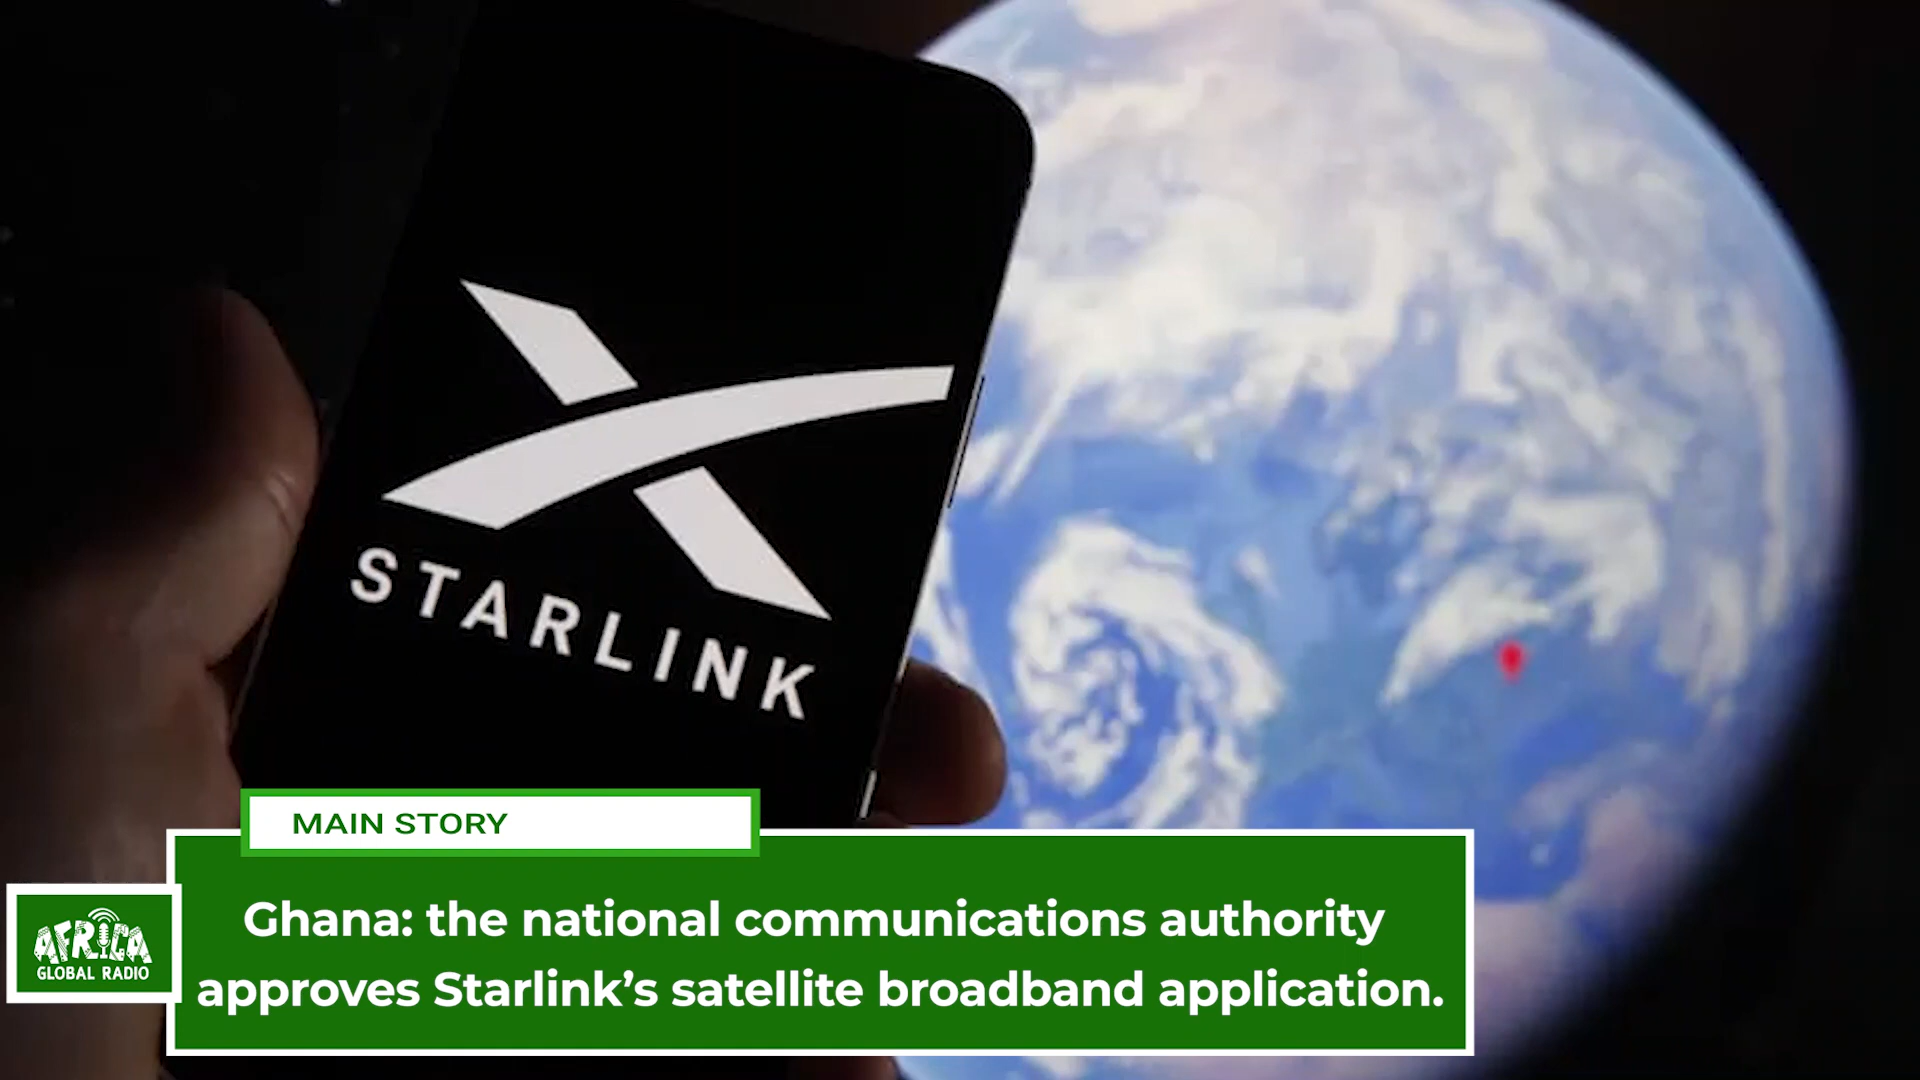 STARLINK
MAIN STORY
Ghana: the national communications authority
approves Starlink’s satellite broadband application.
AFRICA
GLOBAL RADIO